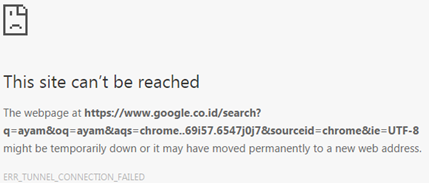 This site can't be reached
The webpage at https://www.google.co.id/search?
q=ayam&oq=ayam&aqs=chrome..69i57.6547j0j7&sourceid=chrome&ie=UTF-8
might be temporarily down or it may have moved permanently to a new web address.
ERR_TUNNEL_CONNECTION_FAILED